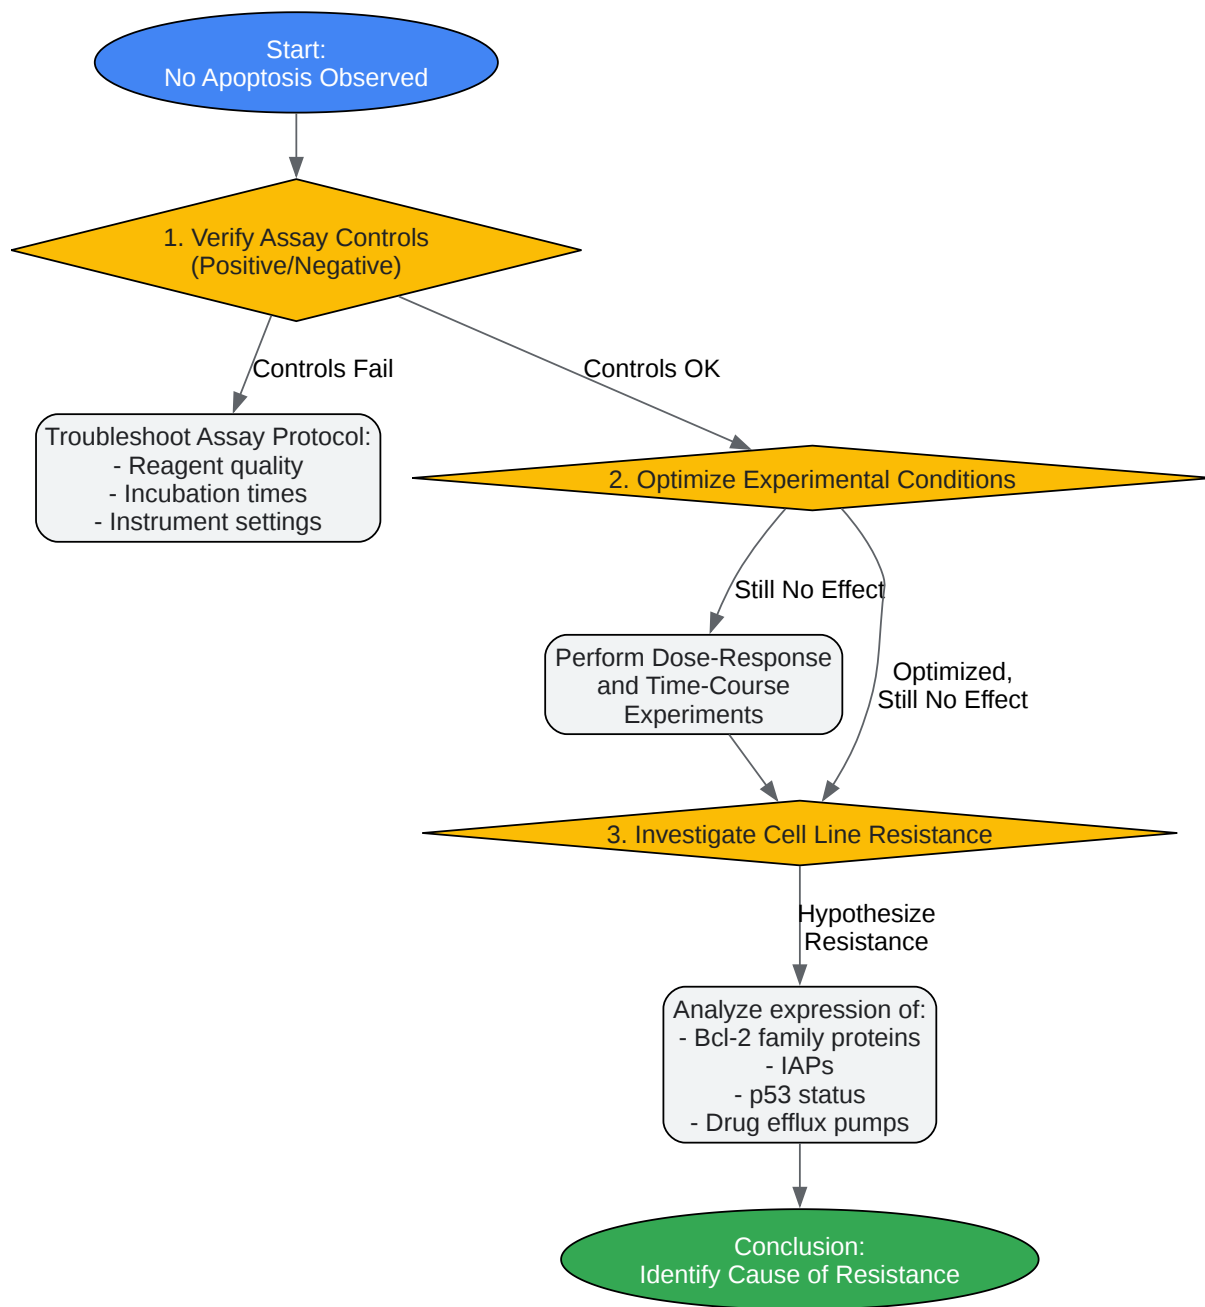 Start:
No Apoptosis Observed
1. Verify Assay Controls
(Positive/Negative)
Controls Fail
Controls OK
Troubleshoot Assay Protocol:
- Reagent quality
- Incubation times
- Instrument settings
2. Optimize Experimental Conditions
Still No Effect
Perform Dose-Response
and Time-Course
Experiments
Optimized,
Still No Effect
3. Investigate Cell Line Resistance
Hypothesize
Resistance
Analyze expression of:
- Bcl-2 family proteins
- IAPs
- p53 status
- Drug efflux pumps
Conclusion:
Identify Cause of Resistance